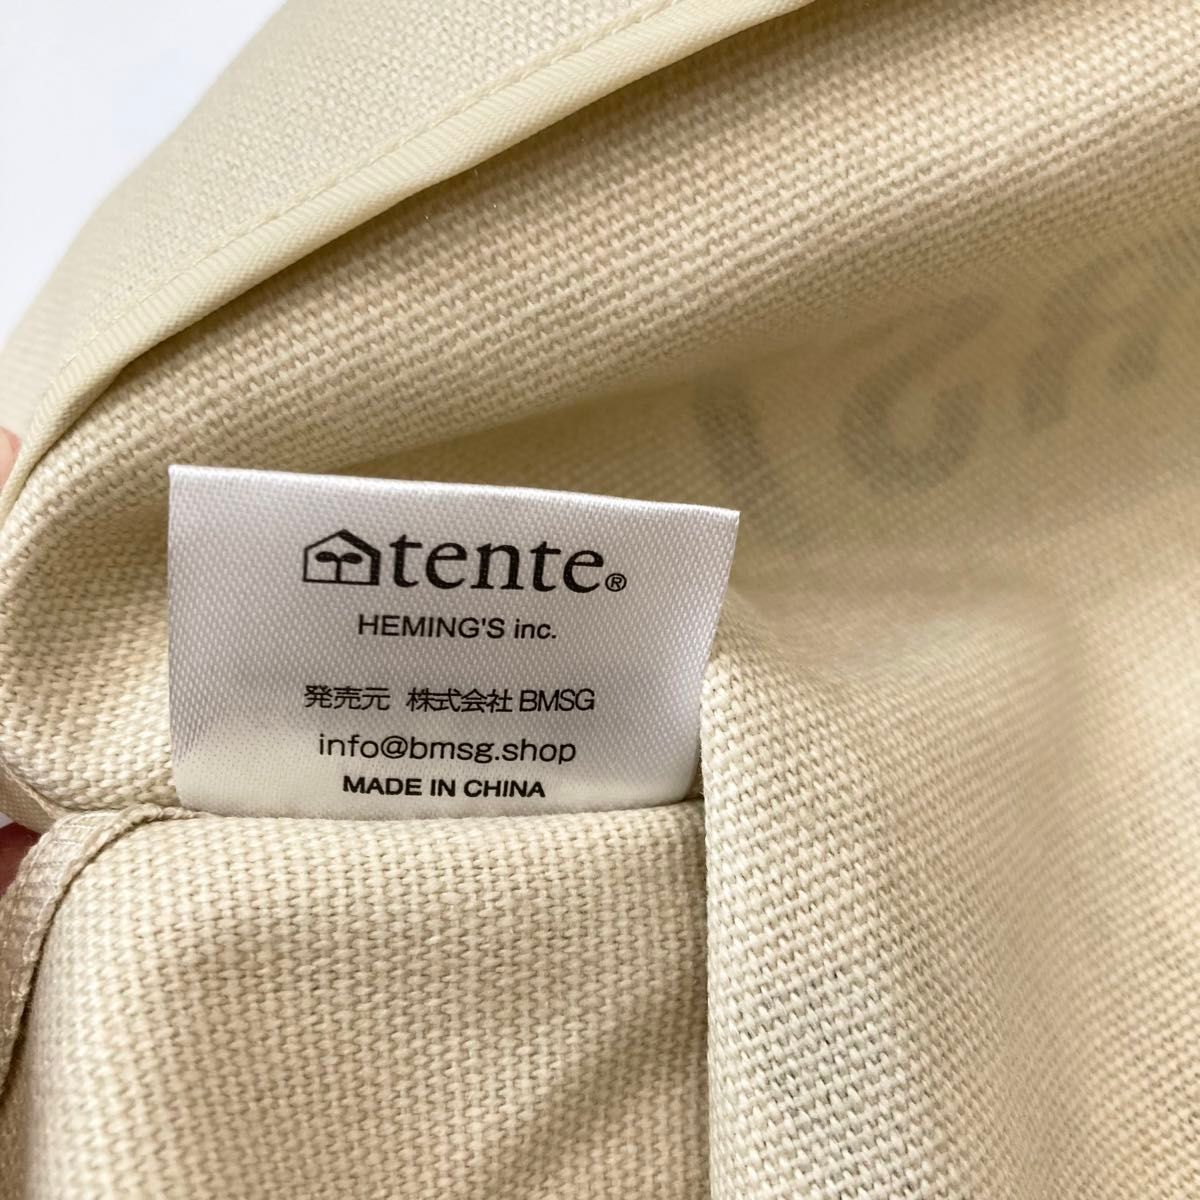 tente®
HEMING'S inc.
発売元 株式会社 BMSG
info@bmsg.shop
MADE IN CHINA